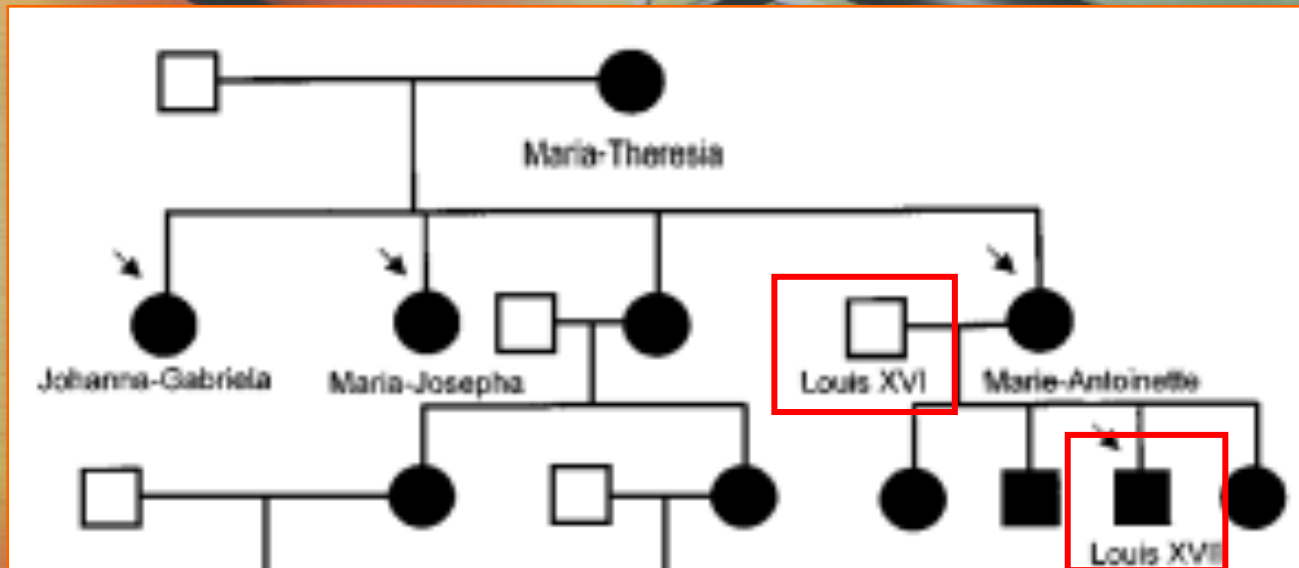 Maria-Theresia
Johanna-Gabriela
Maria-Josepha
Louis XVI
Marie-Antoinette
Louis XVII